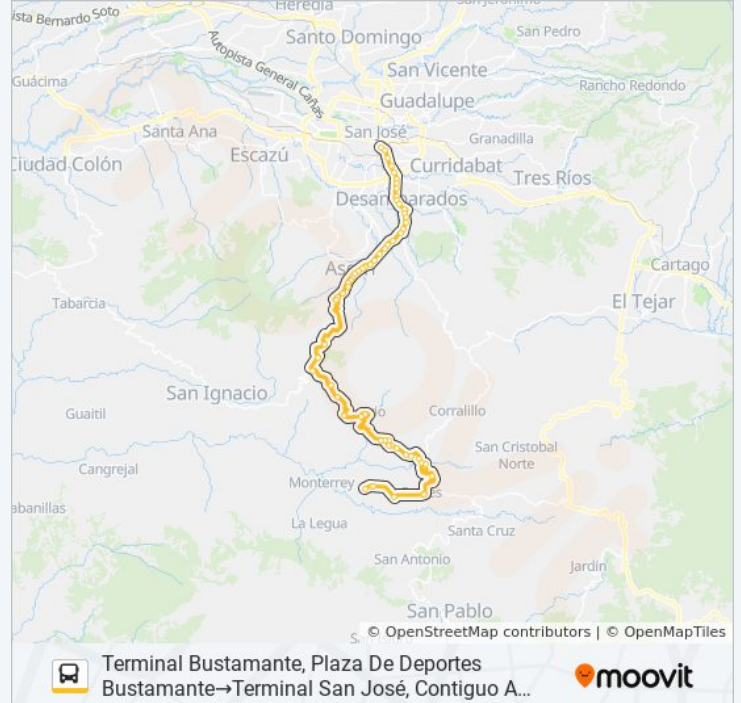 Heredia
ista Bernardo Soto
Santo Domingo
San Pedro
Autopista General Cañas
San Vicente
Guácima
Rancho Redondo
Guadalupe
Santa Ana
San José
Granadilla
Ciudad Colón
Escazú
Curridabat
Tres Ríos
Desamparados
Cartago
El Tejar
Tabarcia
San Ignacio
Guaitil
Corralillo
San Cristobal
Norte
Cangrejal
Monterrey
abanillas
La Legua
Santa Cruz
San Antonio
Jardín
San Pablo
© OpenStreetMap contributors | © OpenMapTiles
Terminal Bustamante, Plaza De Deportes
Bustamante→Terminal San José, Contiguo A…
moovit